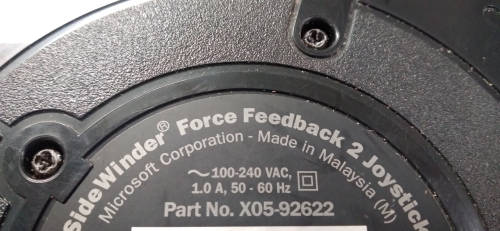 SideWinder® Force Feedback 2 Joystick
Microsoft Corporation - Made in Malaysia (M)
~100-240 VAC,
1.0 A, 50 - 60 Hz
Part No. X05-92622